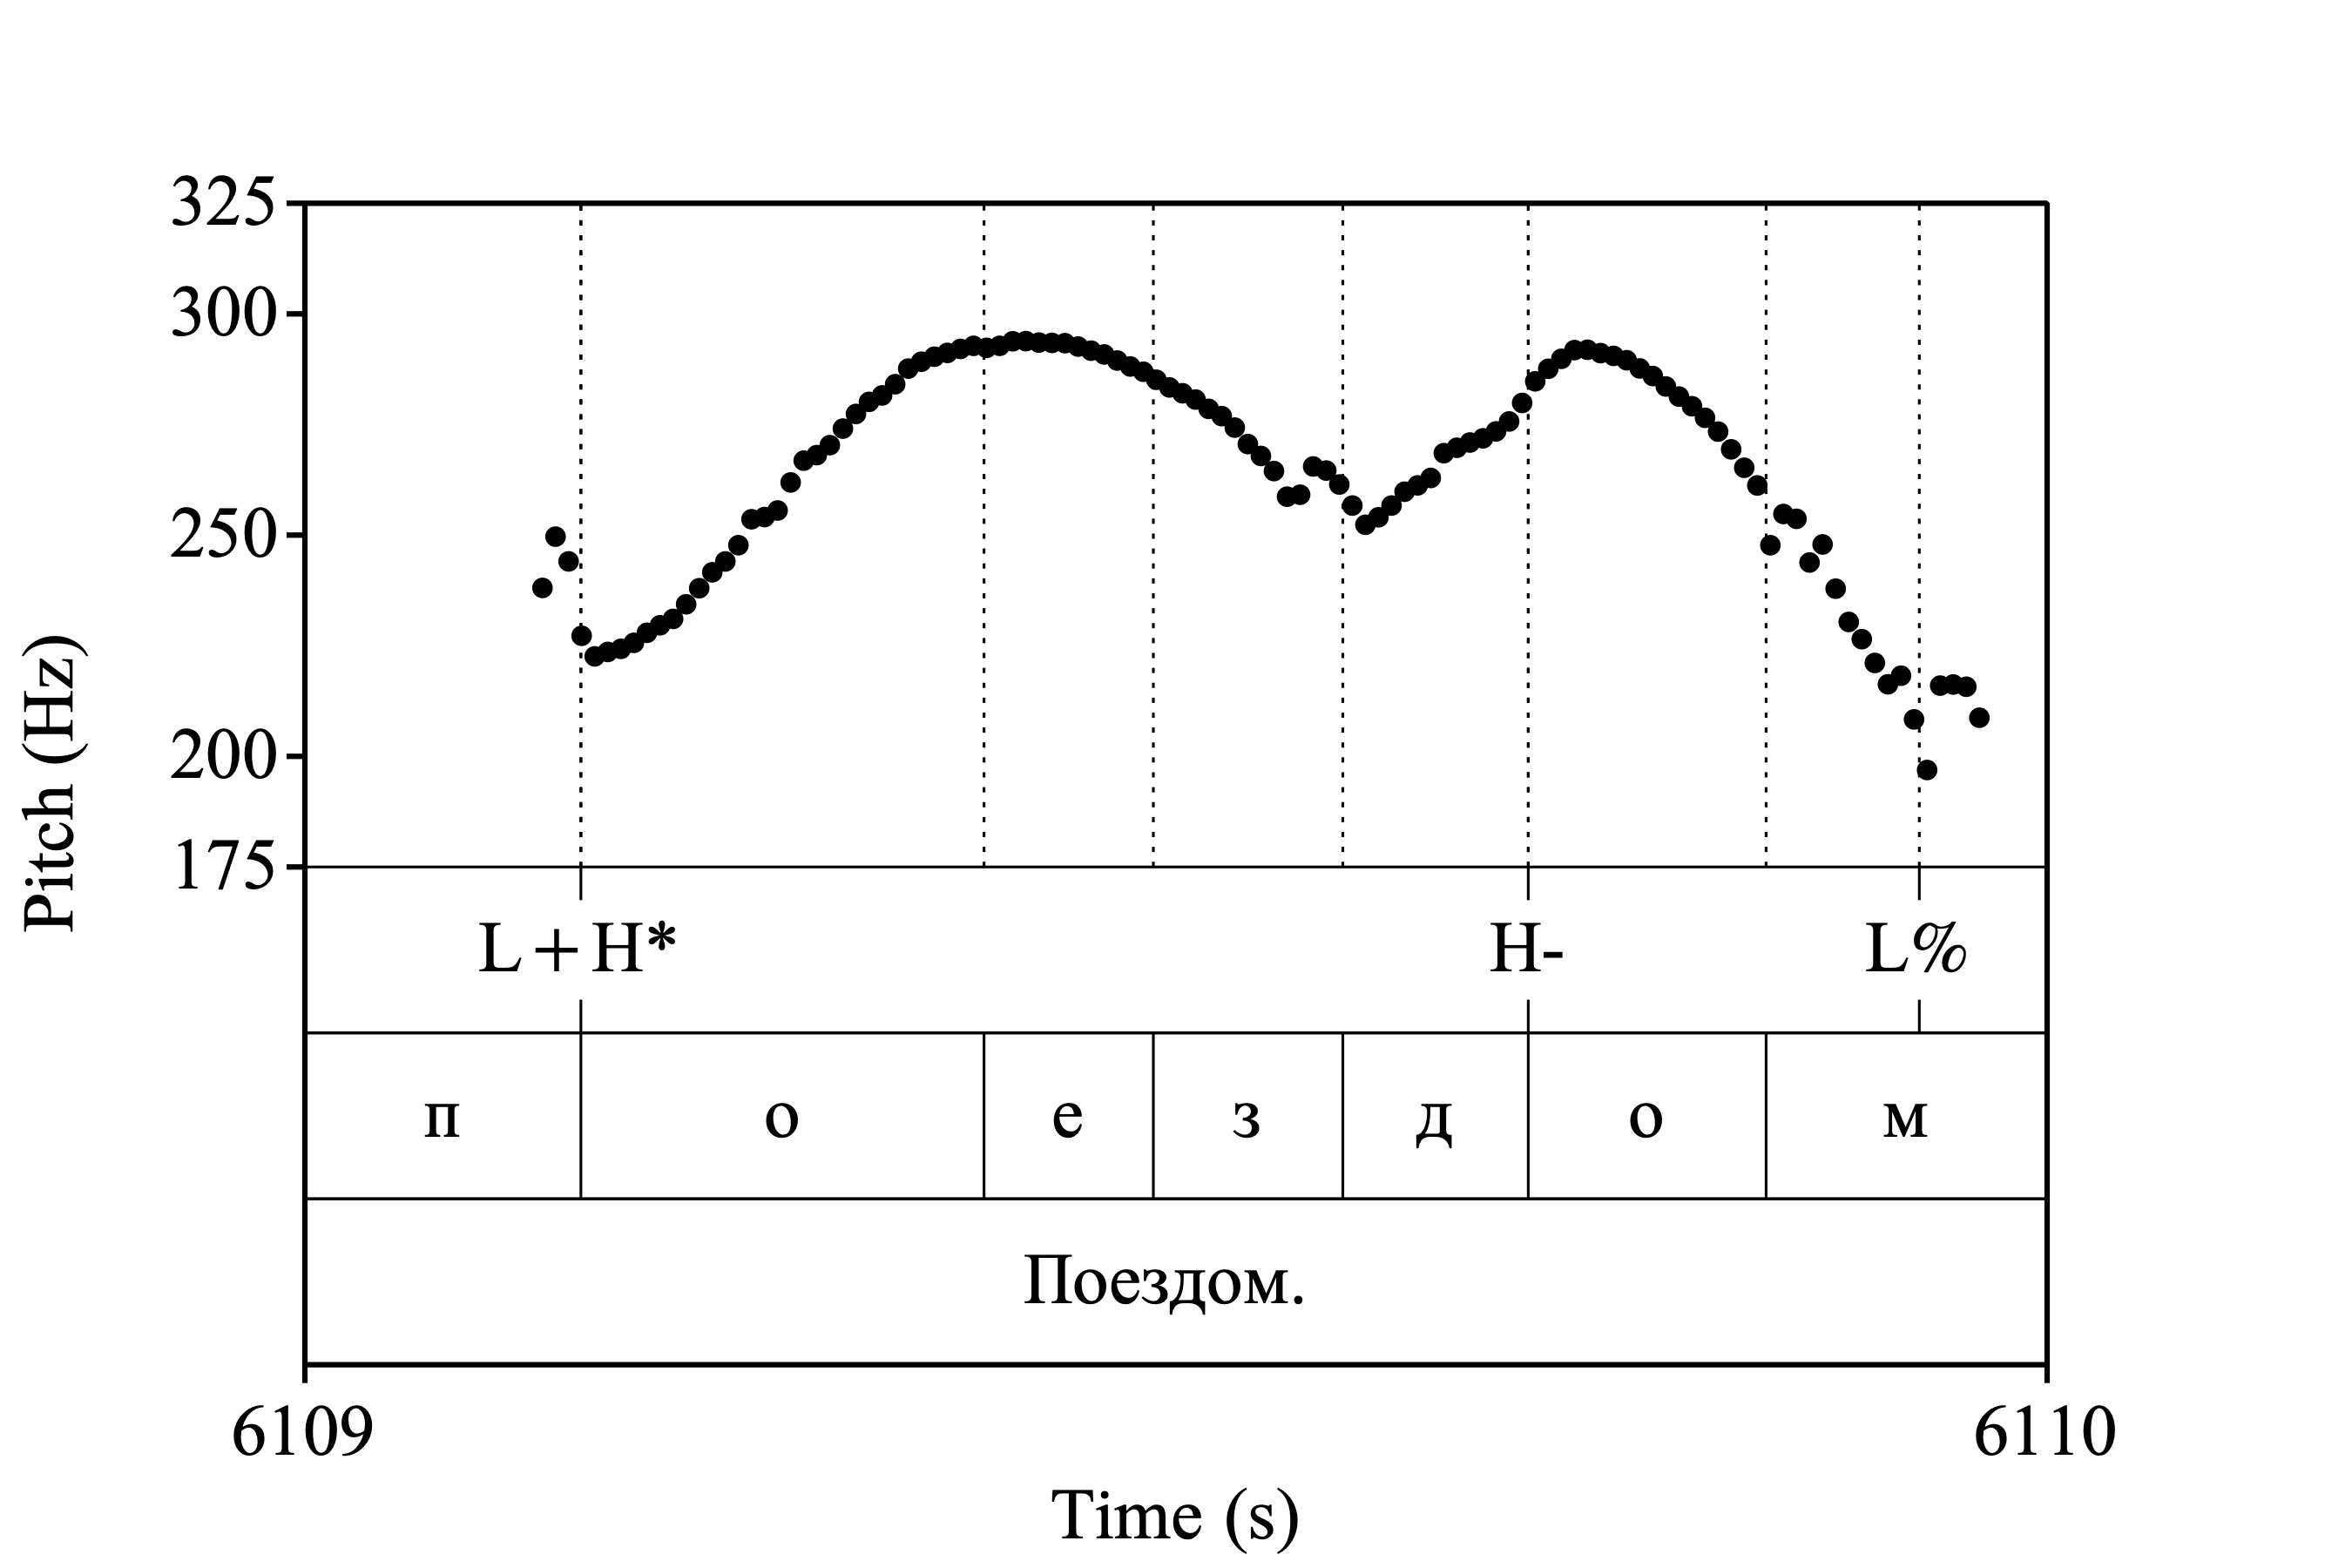 325
300
250
200
175
Pitch (Hz)
L+H* H- L%
п о е з д о м
Поездом.
6109 6110
Time (s)